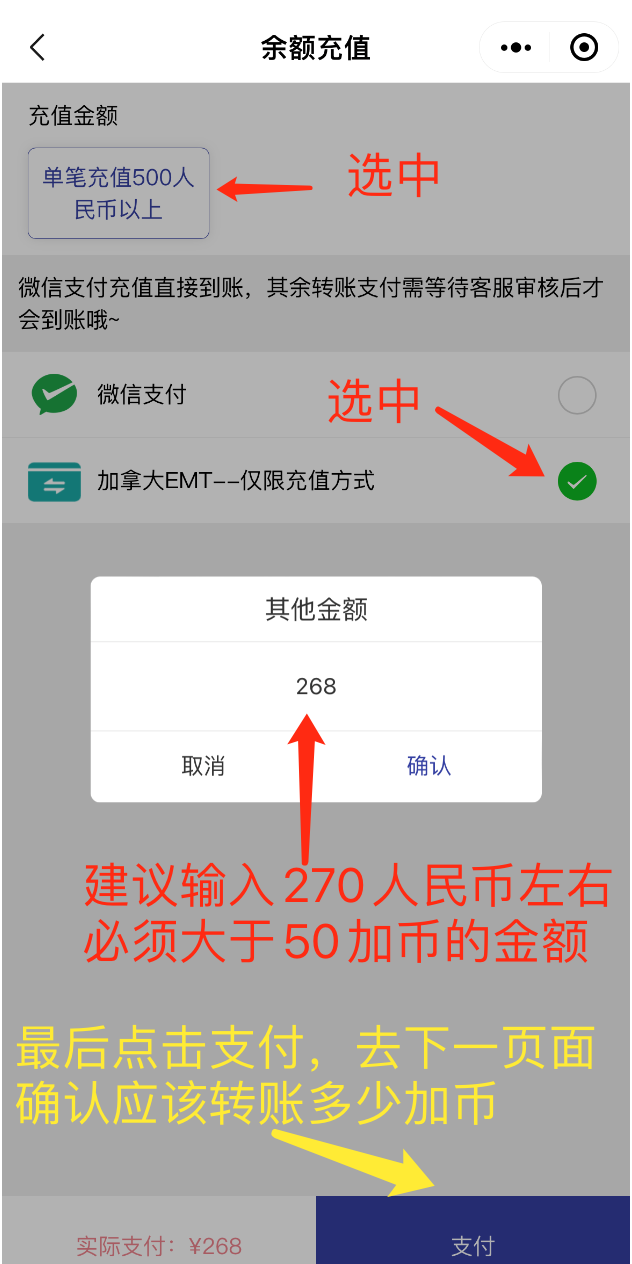 余额充值
充值金额
单笔充值500人
民币以上
选中
微信支付充值直接到账，其余转账支付需等待客服审核后才
会到账哦~
微信支付
选中
加拿大EMT--仅限充值方式
其他金额
268
取消
确认
建议输入270人民币左右
必须大于50加币的金额
最后点击支付，去下一页面
确认应该转账多少加币
实际支付：¥268
支付